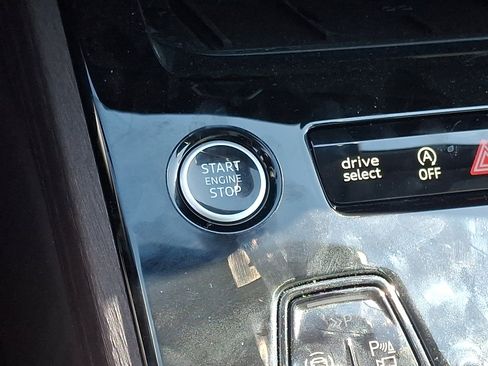 START
ENGINE
STOP
drive
select
A
OFF
P
P